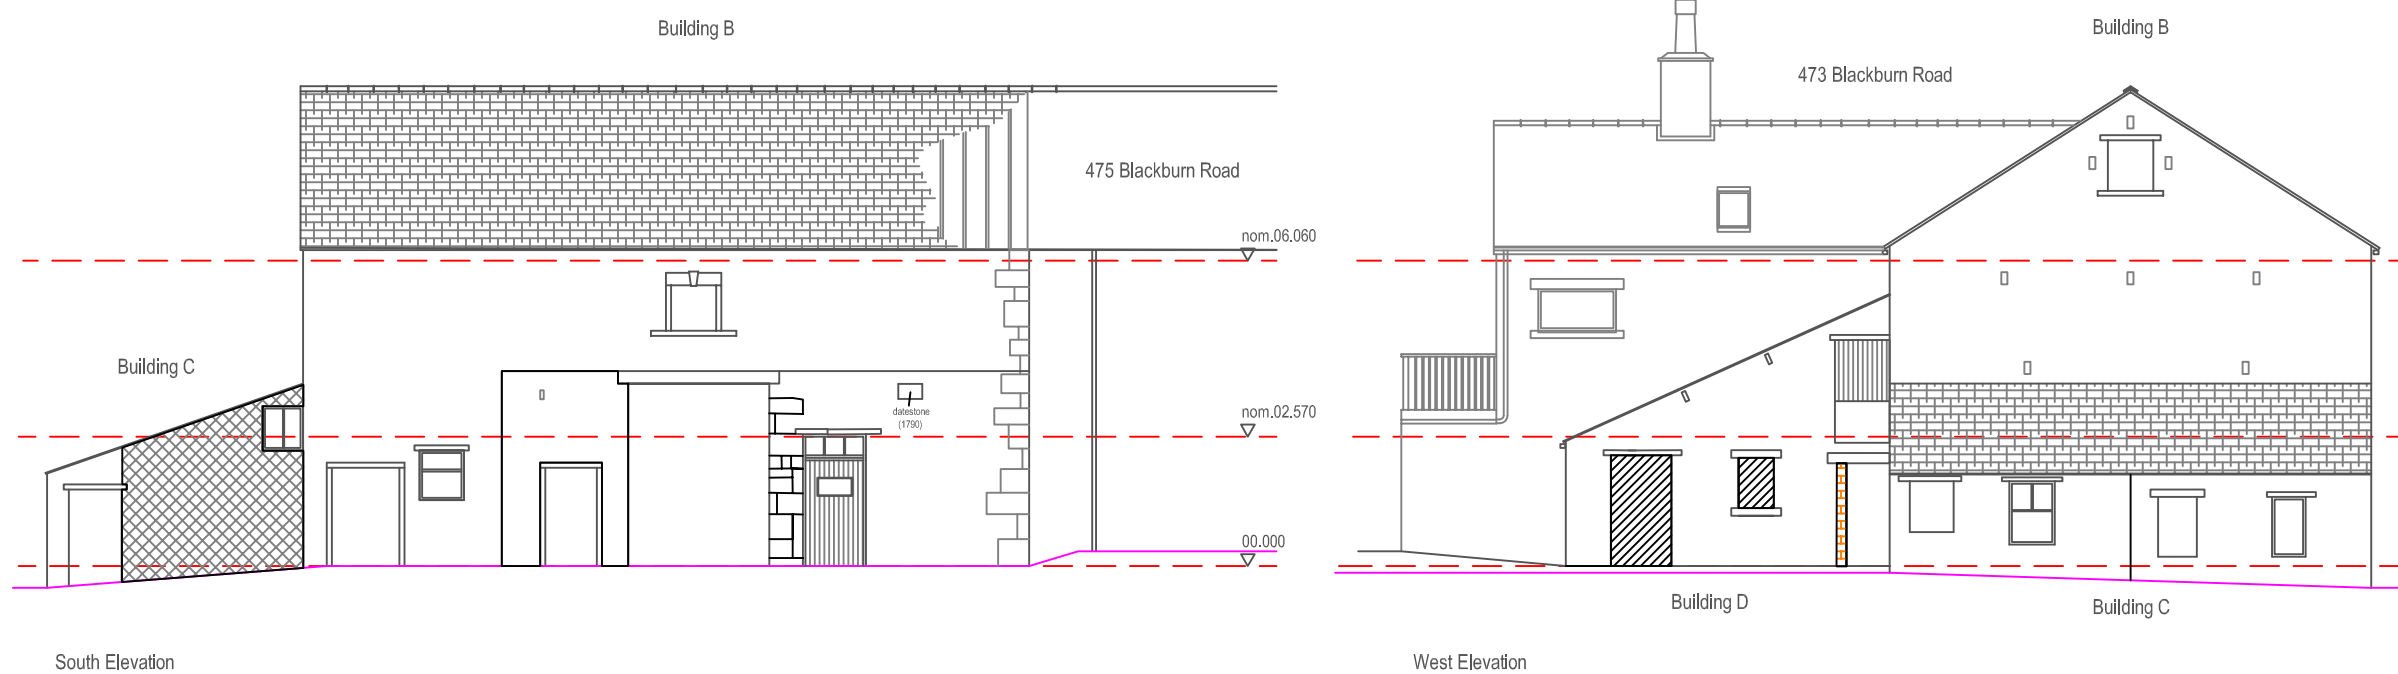 Building B
Building B
473 Blackburn Road
475 Blackburn Road
nom.06.060
Building C
datestone
(1790)
nom.02.570
00.000
Building D
Building C
South Elevation
West Elevation